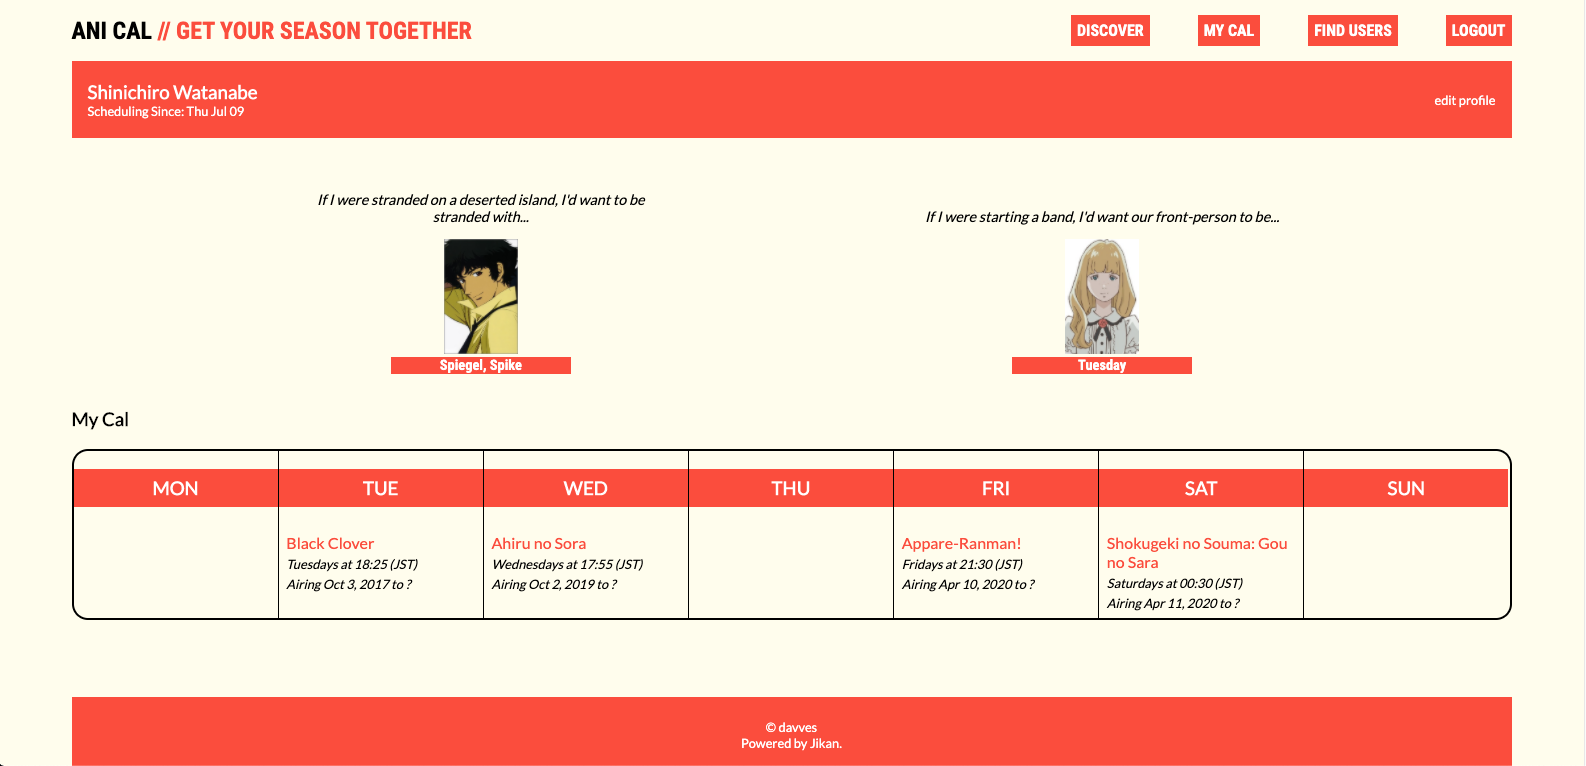 ANI CAL // GET YOUR SEASON TOGETHER
DISCOVER
MY CAL
FIND USERS
LOGOUT
Shinichiro Watanabe
Scheduling Since: Thu Jul 09
edit profile
If I were stranded on a deserted island, I'd want to be
stranded with...
Spiegel, Spike
If I were starting a band, I'd want our front-person to be...
Tuesday
My Cal
MON
TUE
WED
THU
FRI
SAT
SUN
Black Clover
Tuesdays at 18:25 (JST)
Airing Oct 3, 2017 to ?
Ahiru no Sora
Wednesdays at 17:55 (JST)
Airing Oct 2, 2019 to ?
Appare-Ranman!
Fridays at 21:30 (JST)
Airing Apr 10, 2020 to ?
Shokugeki no Souma: Gou
no Sara
Saturdays at 00:30 (JST)
Airing Apr 11, 2020 to ?
© davves
Powered by Jikan.